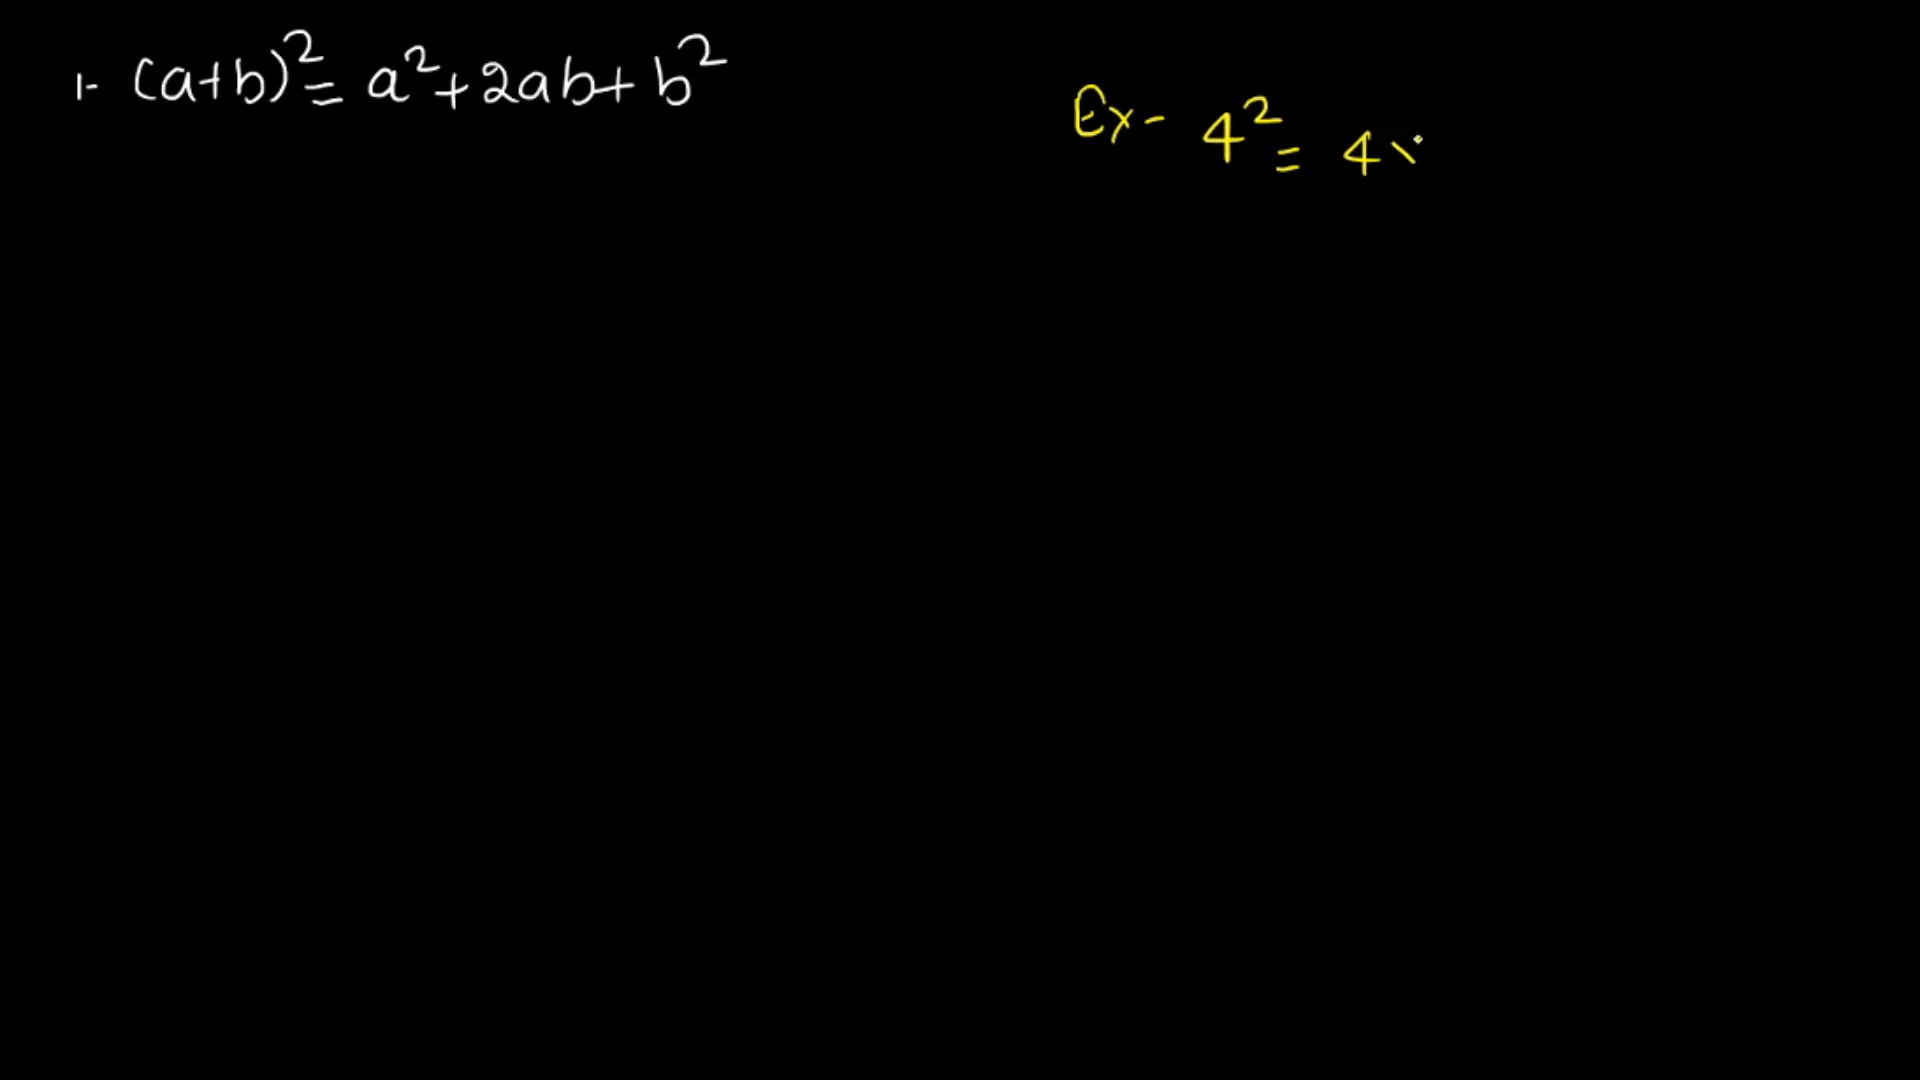 1- (a+b)²= a²+2ab+b²
Ex- 4² = 4